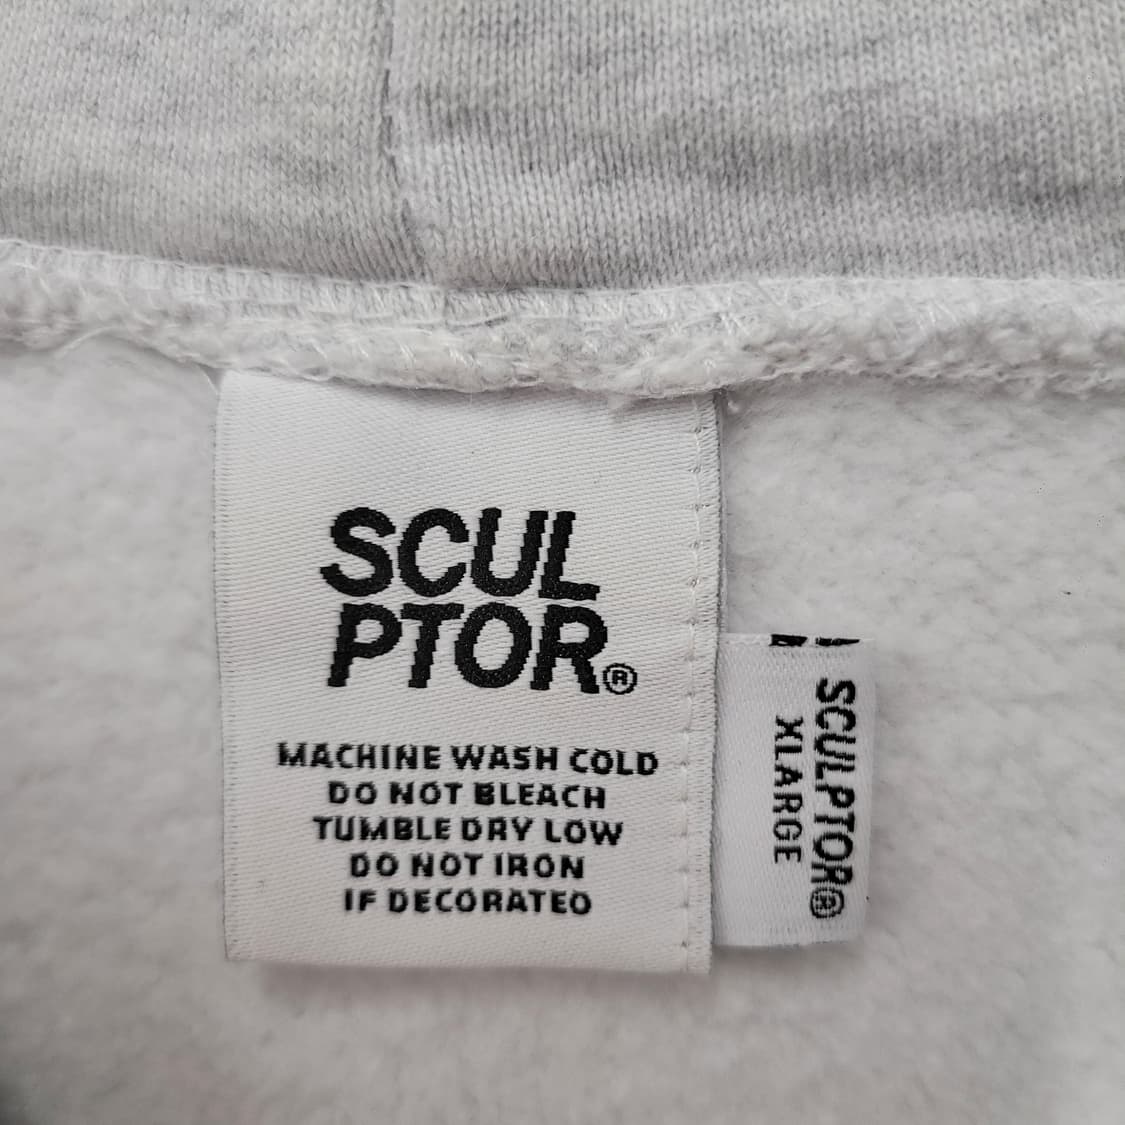 SCUL
PTOR®
MACHINE WASH COLD
DO NOT BLEACH
TUMBLE DRY LOW
DO NOT IRON
IF DECORATED
SCULPTOR®
XLARGE